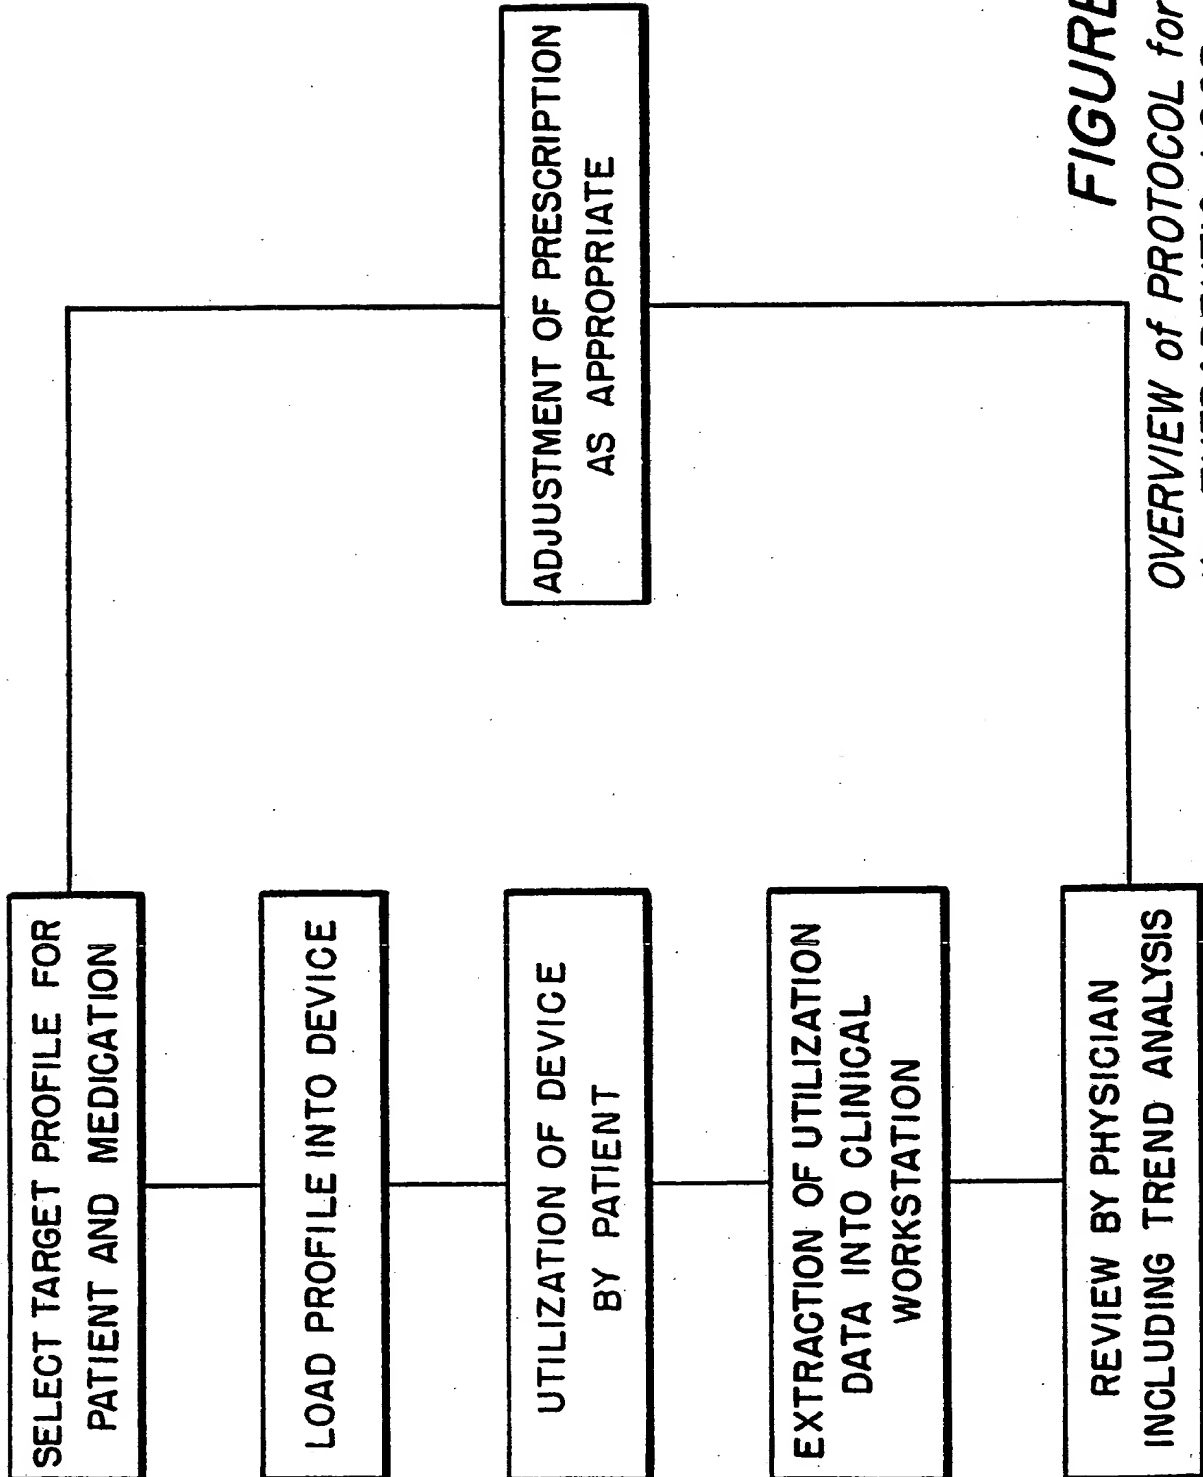 SELECT TARGET PROFILE FOR
PATIENT AND MEDICATION
LOAD PROFILE INTO DEVICE
UTILIZATION OF DEVICE
BY PATIENT
EXTRACTION OF UTILIZATION
DATA INTO CLINICAL
WORKSTATION
REVIEW BY PHYSICIAN
INCLUDING TREND ANALYSIS
ADJUSTMENT OF PRESCRIPTION
AS APPROPRIATE
FIGURE
OVERVIEW of PROTOCOL for